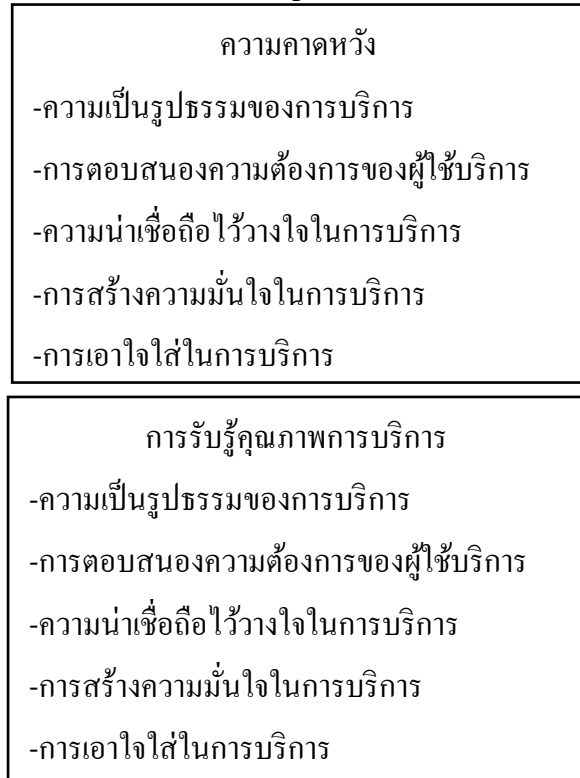 ความคาดหวัง
-ความเป็นรูปธรรมของการบริการ
-การตอบสนองความต้องการของผู้ใช้บริการ
-ความน่าเชื่อถือไว้วางใจในการบริการ
-การสร้างความมั่นใจในการบริการ
-การเอาใจใส่ในการบริการ
การรับรู้คุณภาพการบริการ
-ความเป็นรูปธรรมของการบริการ
-การตอบสนองความต้องการของผู้ใช้บริการ
-ความน่าเชื่อถือไว้วางใจในการบริการ
-การสร้างความมั่นใจในการบริการ
-การเอาใจใส่ในการบริการ